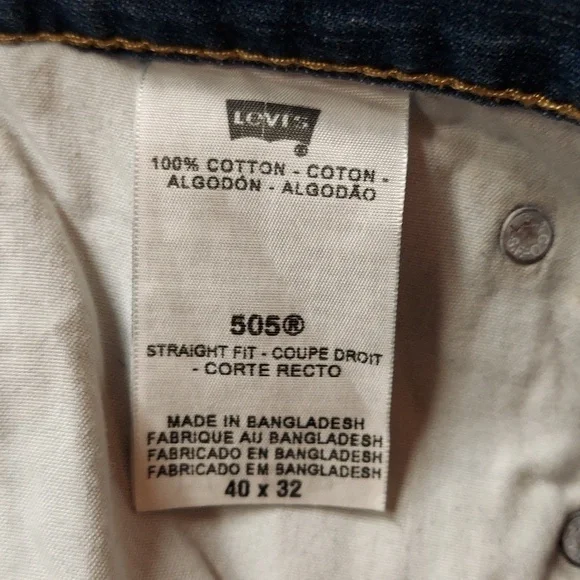 LEVI'S
100% COTTON - COTON -
ALGODÓN - ALGODÃO
505®
STRAIGHT FIT - COUPE DROIT
- CORTE RECTO
MADE IN BANGLADESH
FABRIQUE AU BANGLADESH
FABRICADO EN BANGLADESH
FABRICADO EM BANGLADESH
40 x 32